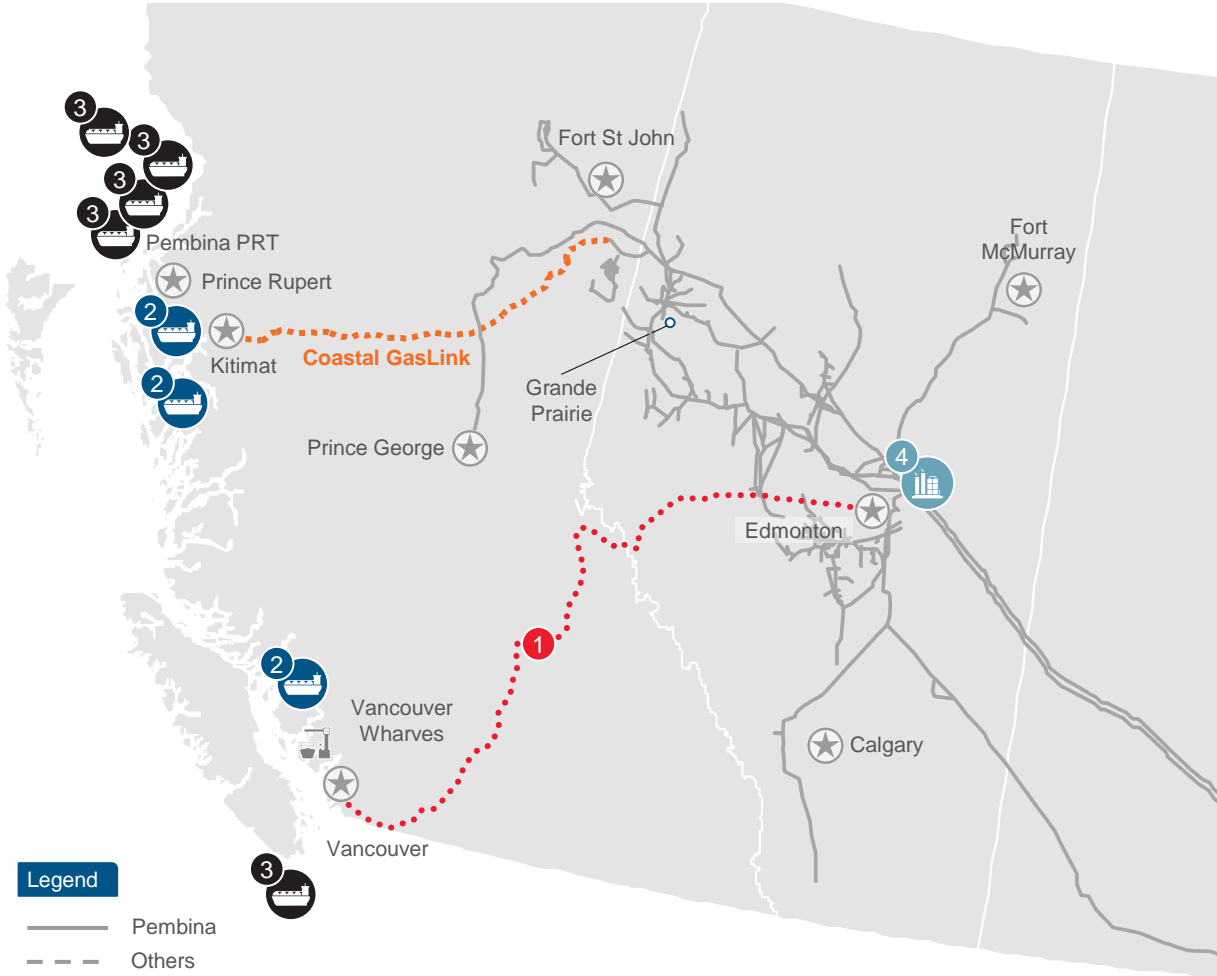 3
3
Fort St John
3
3
Pembina PRT
Fort
McMurray
Prince Rupert
2
Kitimat
Coastal GasLink
2
Grande
Prairie
Prince George
4
Edmonton
1
2
Vancouver
Wharves
Calgary
Vancouver
3
Legend
Pembina
Others